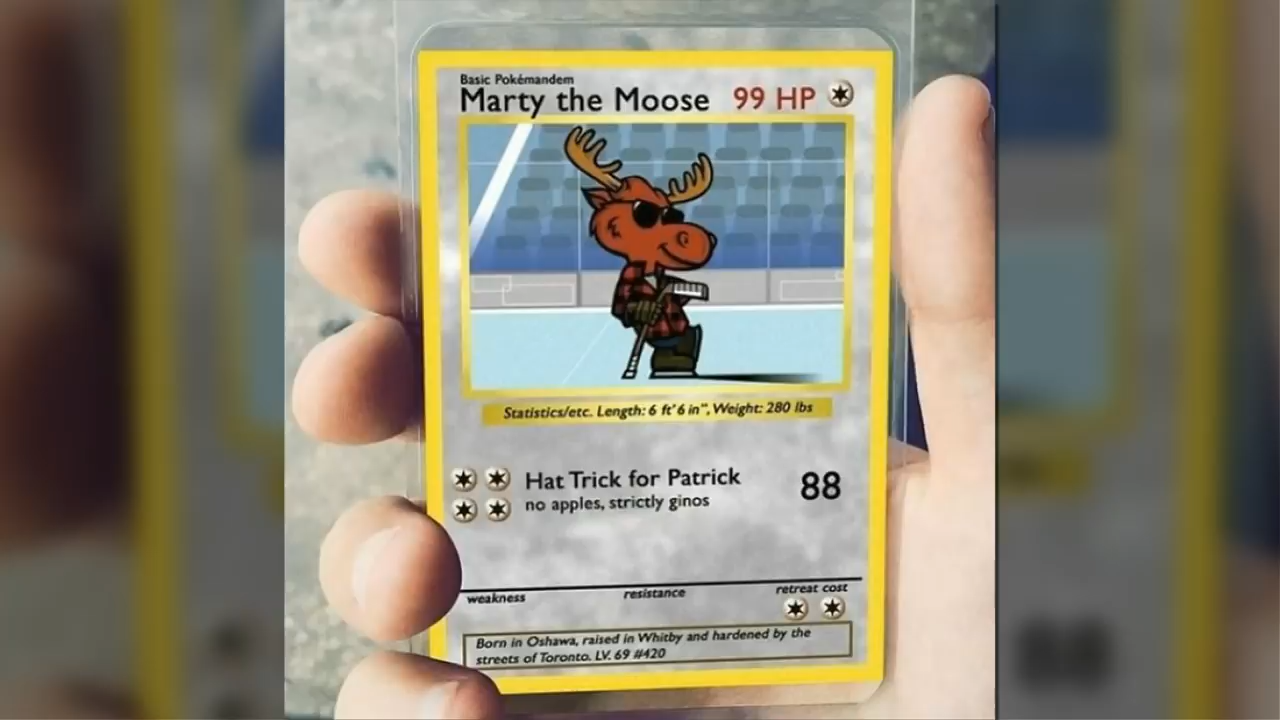 Basic Pokémandem
Marty the Moose 99 HP
Statistics/etc. Length: 6 ft'6 in", Weight: 280 lbs
Hat Trick for Patrick 88
no apples, strictly ginos
weakness resistance retreat cost
Born in Oshawa, raised in Whitby and hardened by the
streets of Toronto. LV. 69 #420